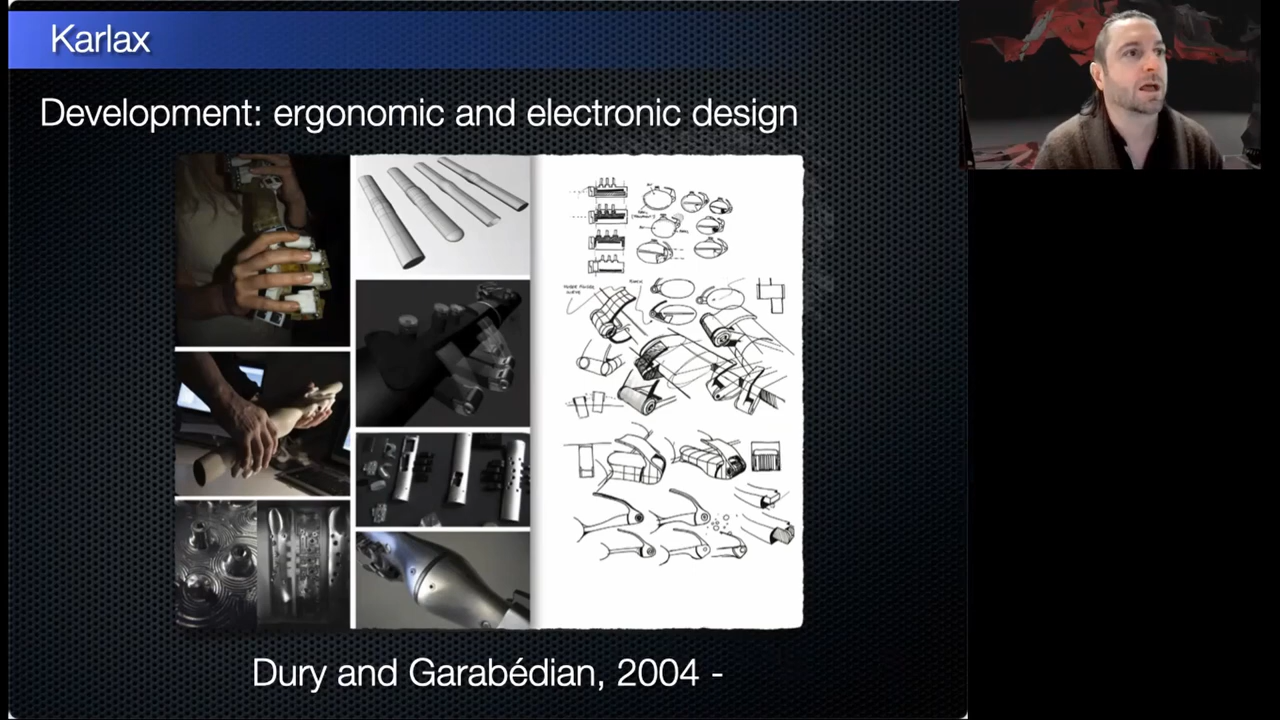 Karlax
Development: ergonomic and electronic design
Dury and Garabédian, 2004 -